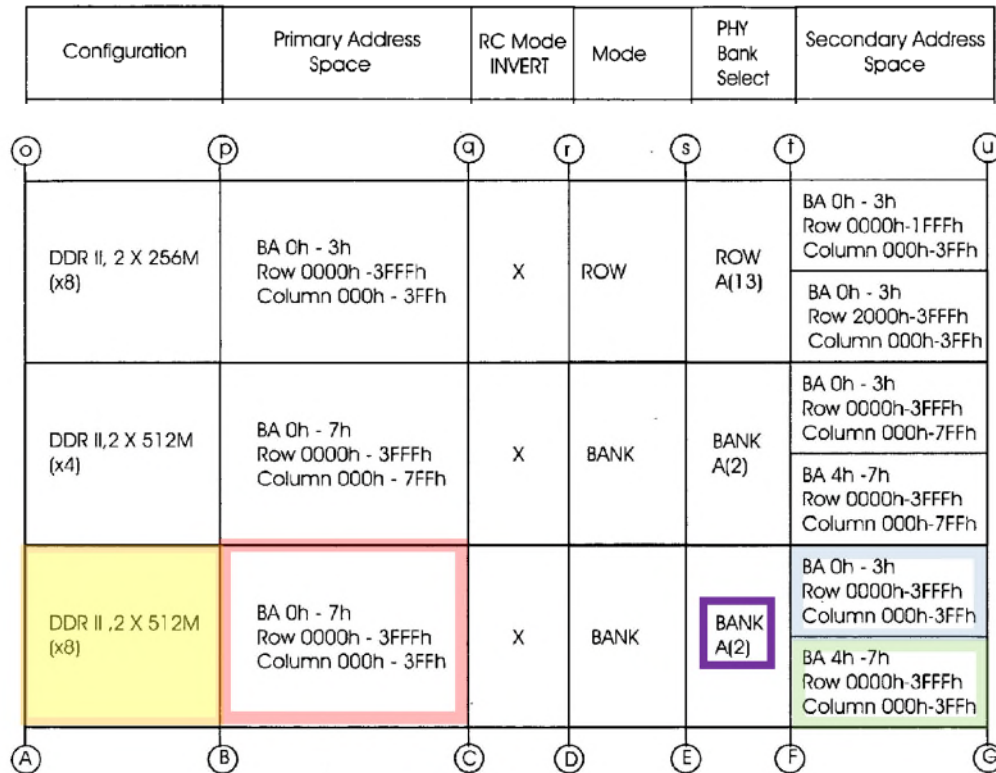 Configuration
Primary Address
Space
RC Mode
INVERT
Mode
PHY
Bank
Select
Secondary Address
Space
o
p
q
r
s
t
u
DDR II, 2 X 256M
(x8)
BA 0h - 3h
Row 0000h -3FFFh
Column 000h - 3FFh
X
ROW
ROW
A(13)
BA 0h - 3h
Row 0000h-1FFFh
Column 000h-3FFh
BA 0h - 3h
Row 2000h-3FFFh
Column 000h-3FFh
DDR II,2 X 512M
(x4)
BA 0h - 7h
Row 0000h - 3FFFh
Column 000h - 7FFh
X
BANK
BANK
A(2)
BA 0h - 3h
Row 0000h-3FFFh
Column 000h-7FFh
BA 4h -7h
Row 0000h-3FFFh
Column 000h-7FFh
DDR II ,2 X 512M
(x8)
BA 0h - 7h
Row 0000h - 3FFFh
Column 000h - 3FFh
X
BANK
BANK
A(2)
BA 0h - 3h
Row 0000h-3FFFh
Column 000h-3FFh
BA 4h -7h
Row 0000h-3FFFh
Column 000h-3FFh
A
B
C
D
E
F
G